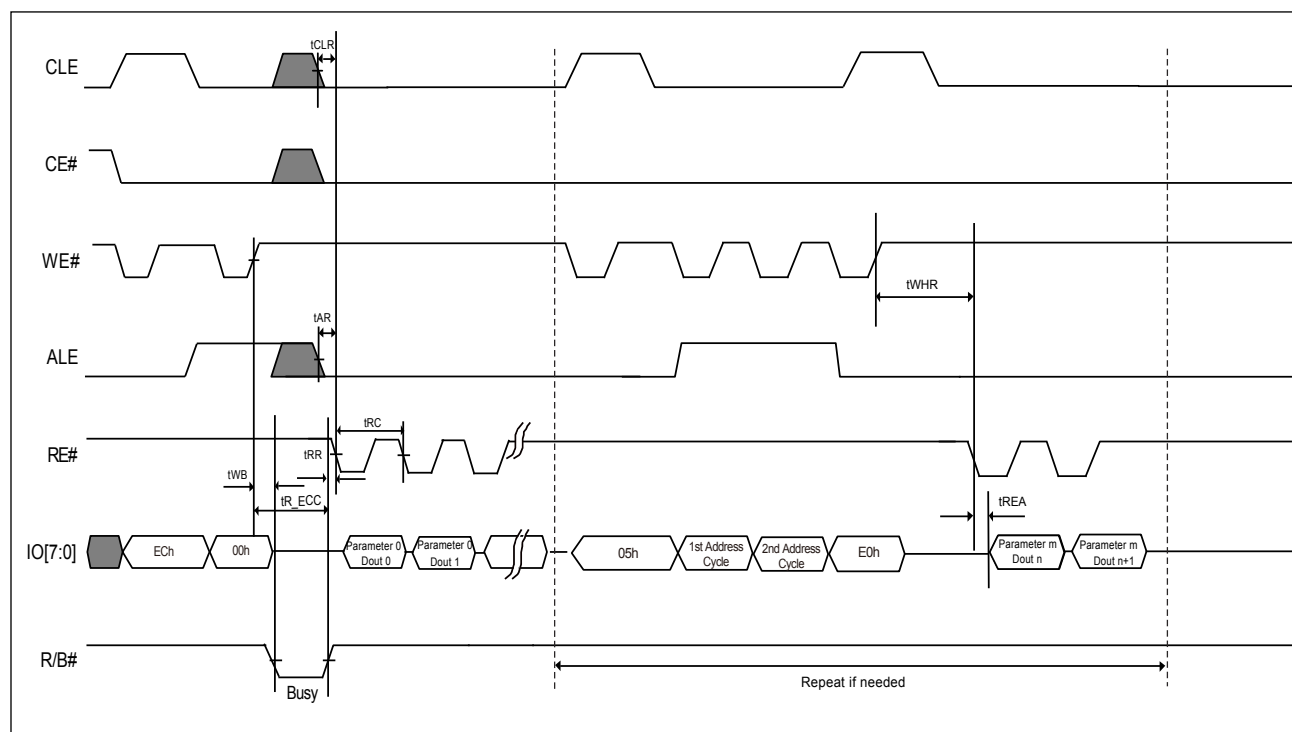 tCLR
CLE
CE#
WE#
tWHR
tAR
ALE
tRC
RE#
tRR
tWB
tR_ECC
tREA
IO[7:0]
ECh
00h
Parameter 0
Dout 0
Parameter 0
Dout 1
05h
1st Address
Cycle
2nd Address
Cycle
E0h
Parameter m
Dout n
Parameter m
Dout n+1
R/B#
Busy
Repeat if needed